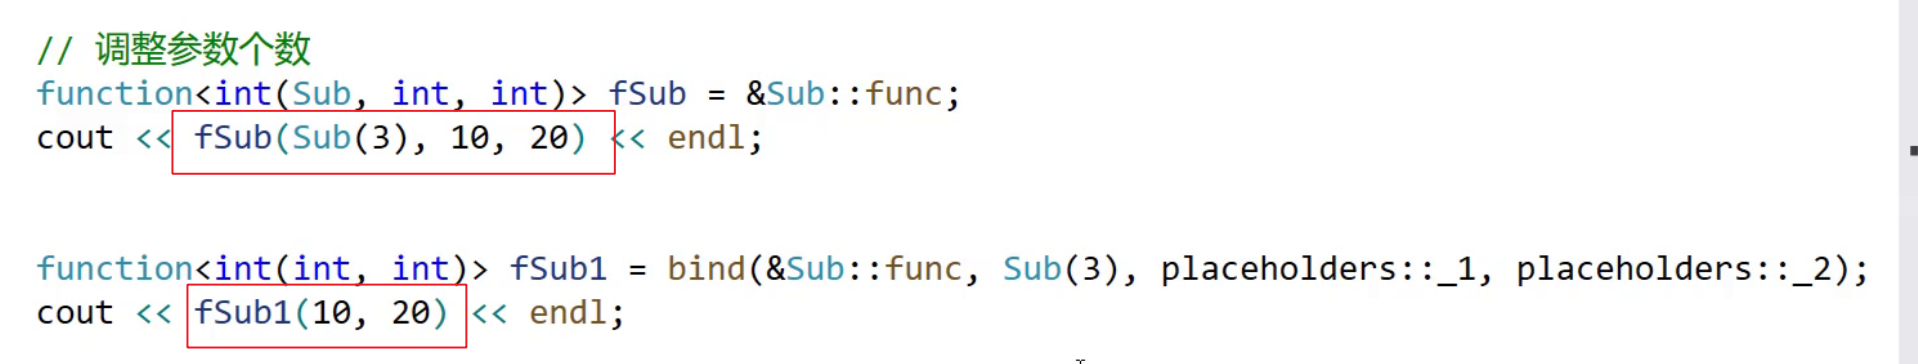 // 调整参数个数
function<int(Sub, int, int)> fSub = &Sub::func;
cout << fSub(Sub(3), 10, 20) << endl;
function<int(int, int)> fSub1 = bind(&Sub::func, Sub(3), placeholders::_1, placeholders::_2);
cout << fSub1(10, 20) << endl;